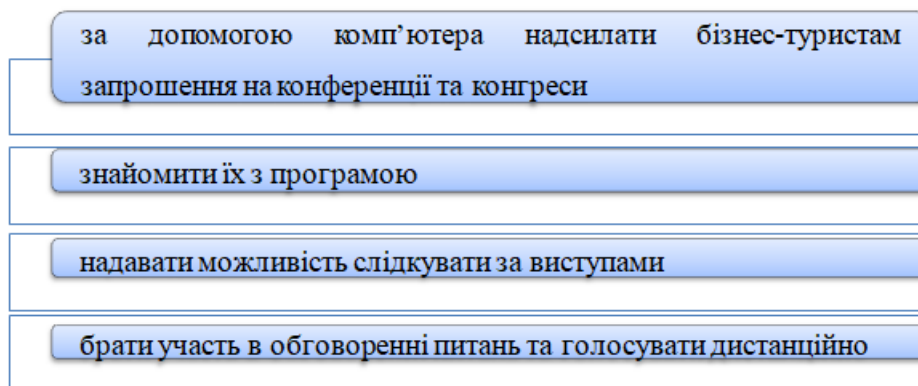 за допомогою комп’ютера надсилати бізнес-туристам
запрошення на конференції та конгреси
знайомити їх з програмою
надавати можливість слідкувати за виступами
брати участь в обговоренні питань та голосувати дистанційно